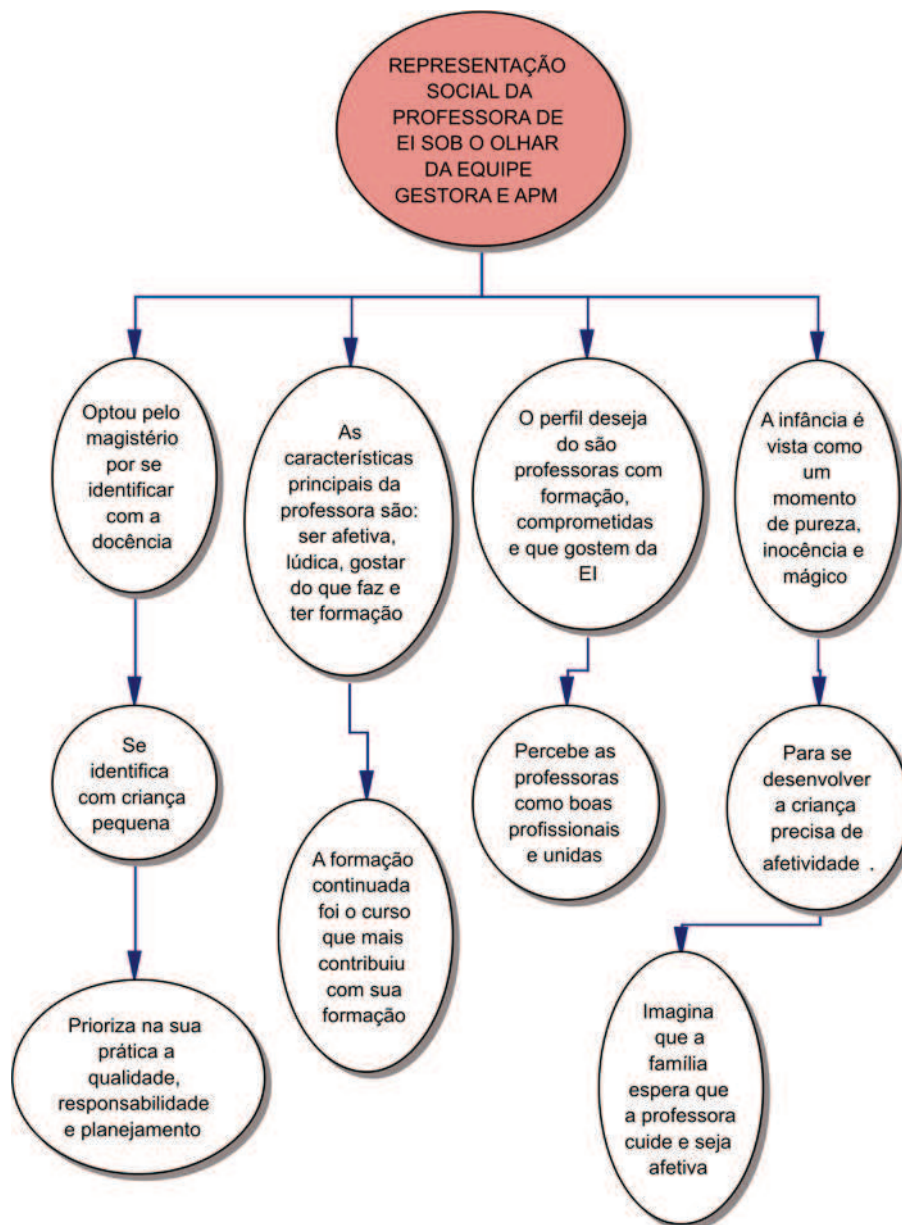 REPRESENTAÇÃO
SOCIAL DA
PROFESSORA DE
EI SOB O OLHAR
DA EQUIPE
GESTORA E APM
Optou pelo
magistério
por se
identificar
com a
docência
As
características
principais da
professora são:
ser afetiva,
lúdica, gostar
do que faz e
ter formação
O perfil deseja
do são
professoras com
formação,
comprometidas
e que gostem da
EI
A infância é
vista como
um
momento
de pureza,
inocência e
mágico
Se
identifica
com criança
pequena
A formação
continuada
foi o curso
que mais
contribuiu
com sua
formação
Percebe as
professoras
como boas
profissionais
e unidas
Para se
desenvolver
a criança
precisa de
afetividade .
Prioriza na sua
prática a
qualidade,
responsabilidade
e planejamento
Imagina
que a
família
espera que
a professora
cuide e seja
afetiva